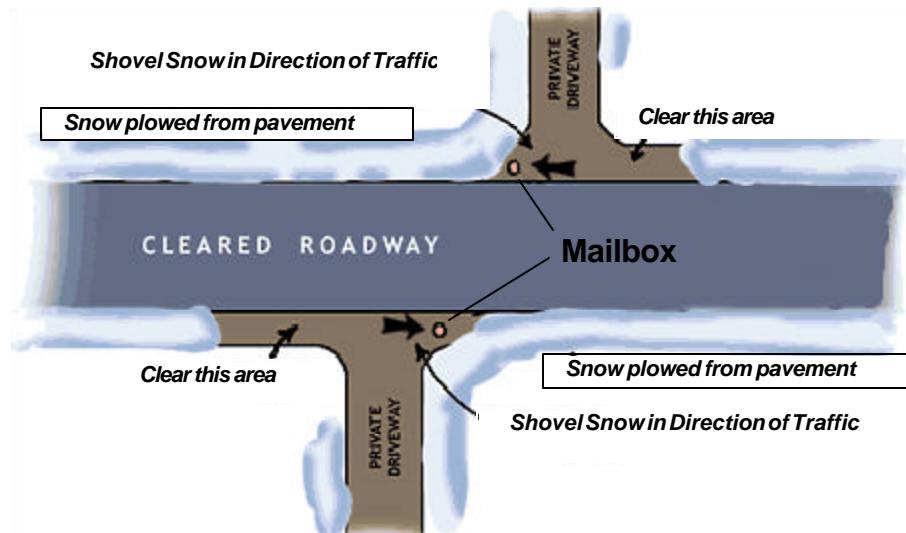 Shovel Snow in Direction of Traffic
PRIVATE
DRIVEWAY
Snow plowed from pavement
Clear this area
CLEARED ROADWAY
Mailbox
Clear this area
Snow plowed from pavement
PRIVATE
DRIVEWAY
Shovel Snow in Direction of Traffic